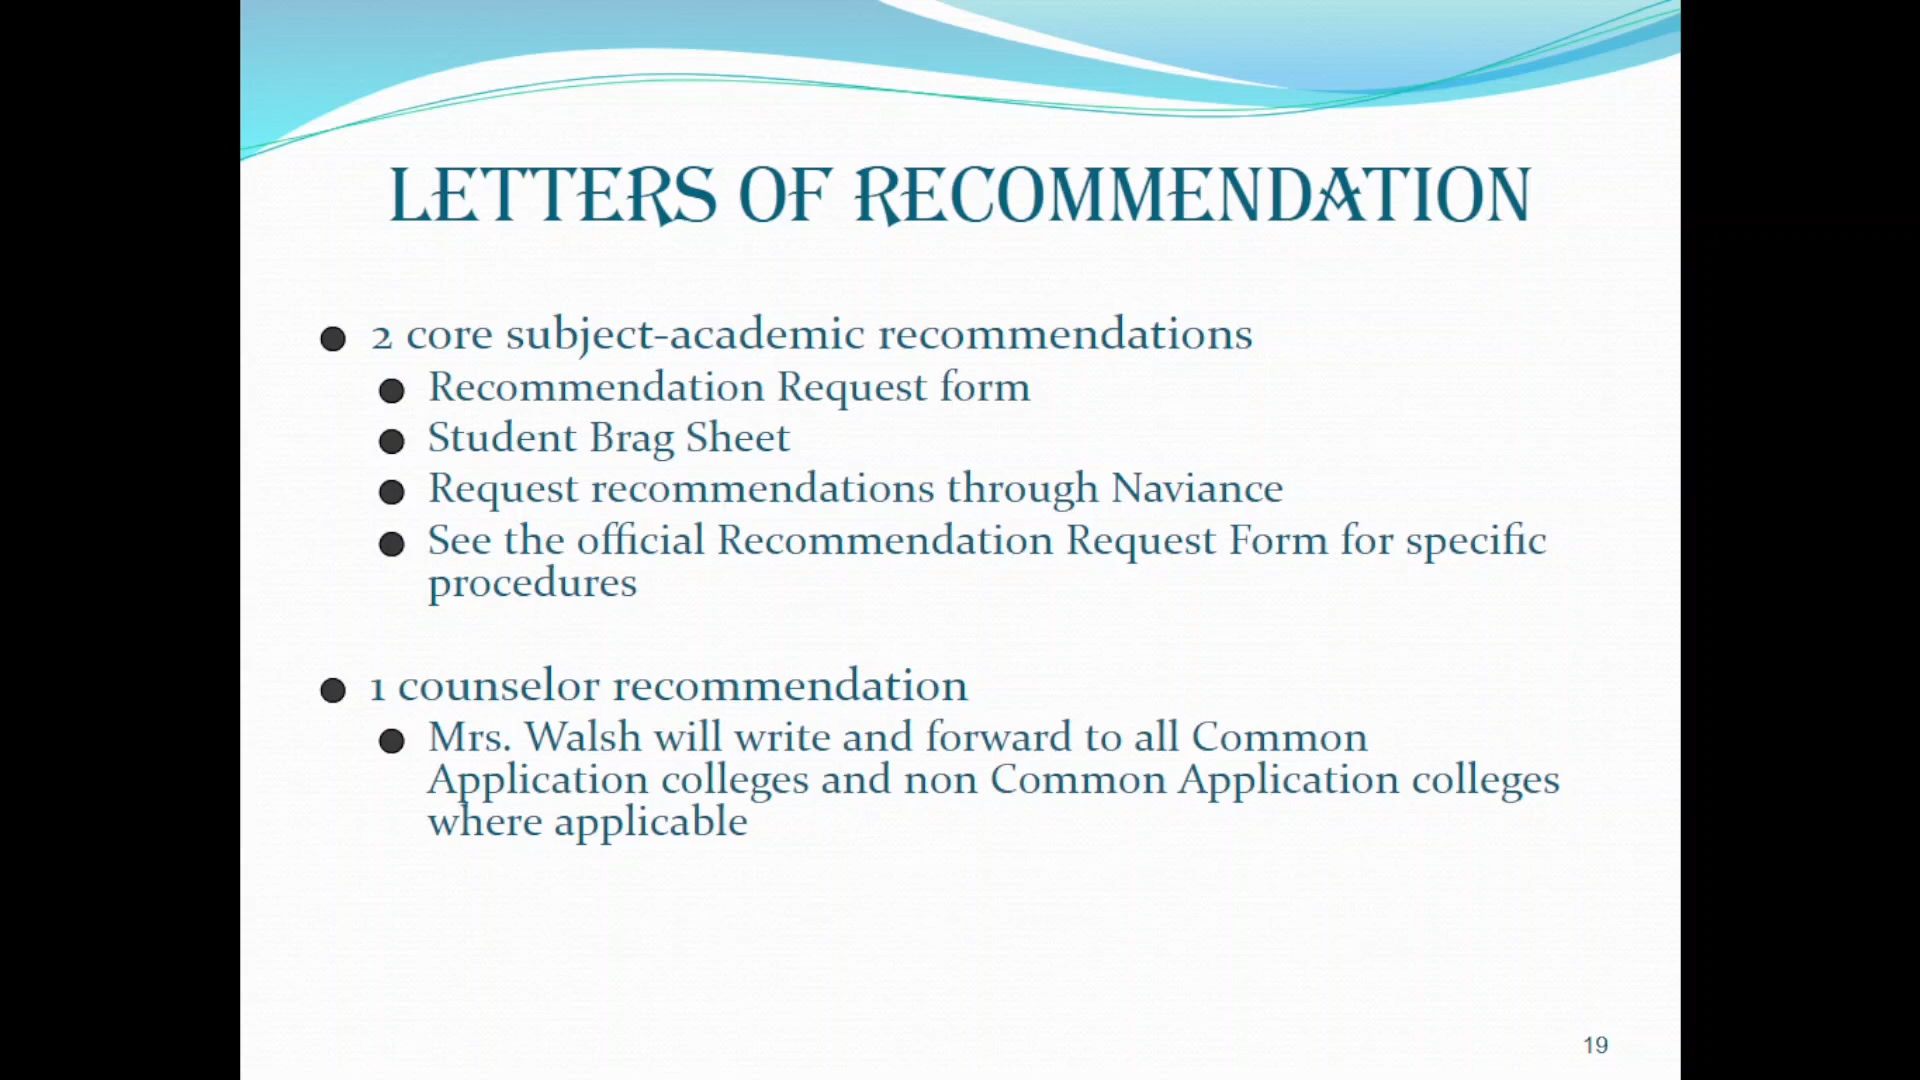 LETTERS OF RECOMMENDATION
2 core subject-academic recommendations
Recommendation Request form
Student Brag Sheet
Request recommendations through Naviance
See the official Recommendation Request Form for specific
procedures
1 counselor recommendation
Mrs. Walsh will write and forward to all Common
Application colleges and non Common Application colleges
where applicable
19